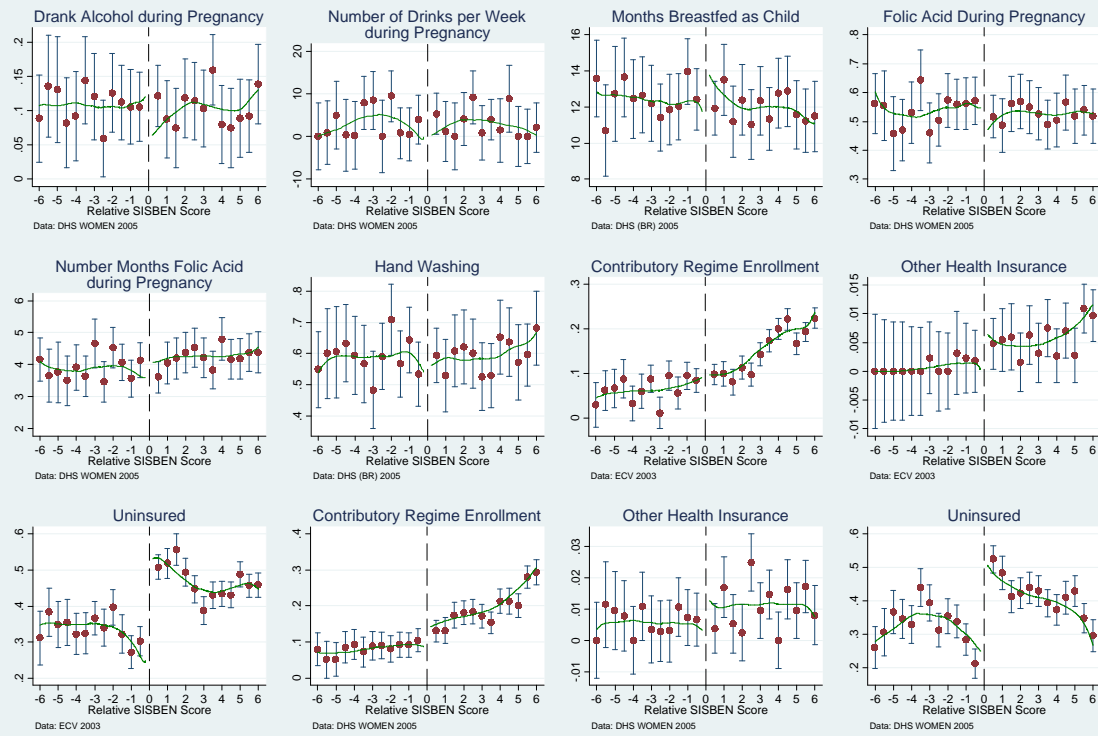 Drank Alcohol during Pregnancy
0 .05 .1 .15 .2
-6 -5 -4 -3 -2 -1 0 1 2 3 4 5 6
Relative SISBEN Score
Data: DHS WOMEN 2005
Number of Drinks per Week
during Pregnancy
-10 0 10 20
-6 -5 -4 -3 -2 -1 0 1 2 3 4 5 6
Relative SISBEN Score
Data: DHS WOMEN 2005
Months Breastfed as Child
8 10 12 14 16
-6 -5 -4 -3 -2 -1 0 1 2 3 4 5 6
Relative SISBEN Score
Data: DHS (BR) 2005
Folic Acid During Pregnancy
.3 .4 .5 .6 .7 .8
-6 -5 -4 -3 -2 -1 0 1 2 3 4 5 6
Relative SISBEN Score
Data: DHS WOMEN 2005
Number Months Folic Acid
during Pregnancy
2 3 4 5 6
-6 -5 -4 -3 -2 -1 0 1 2 3 4 5 6
Relative SISBEN Score
Data: DHS WOMEN 2005
Hand Washing
.4 .5 .6 .7 .8
-6 -5 -4 -3 -2 -1 0 1 2 3 4 5 6
Relative SISBEN Score
Data: DHS (BR) 2005
Contributory Regime Enrollment
0 .1 .2 .3
-6 -5 -4 -3 -2 -1 0 1 2 3 4 5 6
Relative SISBEN Score
Data: ECV 2003
Other Health Insurance
-.01 -.005 0 .005 .01 .015
-6 -5 -4 -3 -2 -1 0 1 2 3 4 5 6
Relative SISBEN Score
Data: ECV 2003
Uninsured
.2 .3 .4 .5 .6
-6 -5 -4 -3 -2 -1 0 1 2 3 4 5 6
Relative SISBEN Score
Data: ECV 2003
Contributory Regime Enrollment
0 .1 .2 .3 .4
-6 -5 -4 -3 -2 -1 0 1 2 3 4 5 6
Relative SISBEN Score
Data: DHS WOMEN 2005
Other Health Insurance
-.01 0 .01 .02 .03
-6 -5 -4 -3 -2 -1 0 1 2 3 4 5 6
Relative SISBEN Score
Data: DHS WOMEN 2005
Uninsured
.2 .3 .4 .5 .6
-6 -5 -4 -3 -2 -1 0 1 2 3 4 5 6
Relative SISBEN Score
Data: DHS WOMEN 2005